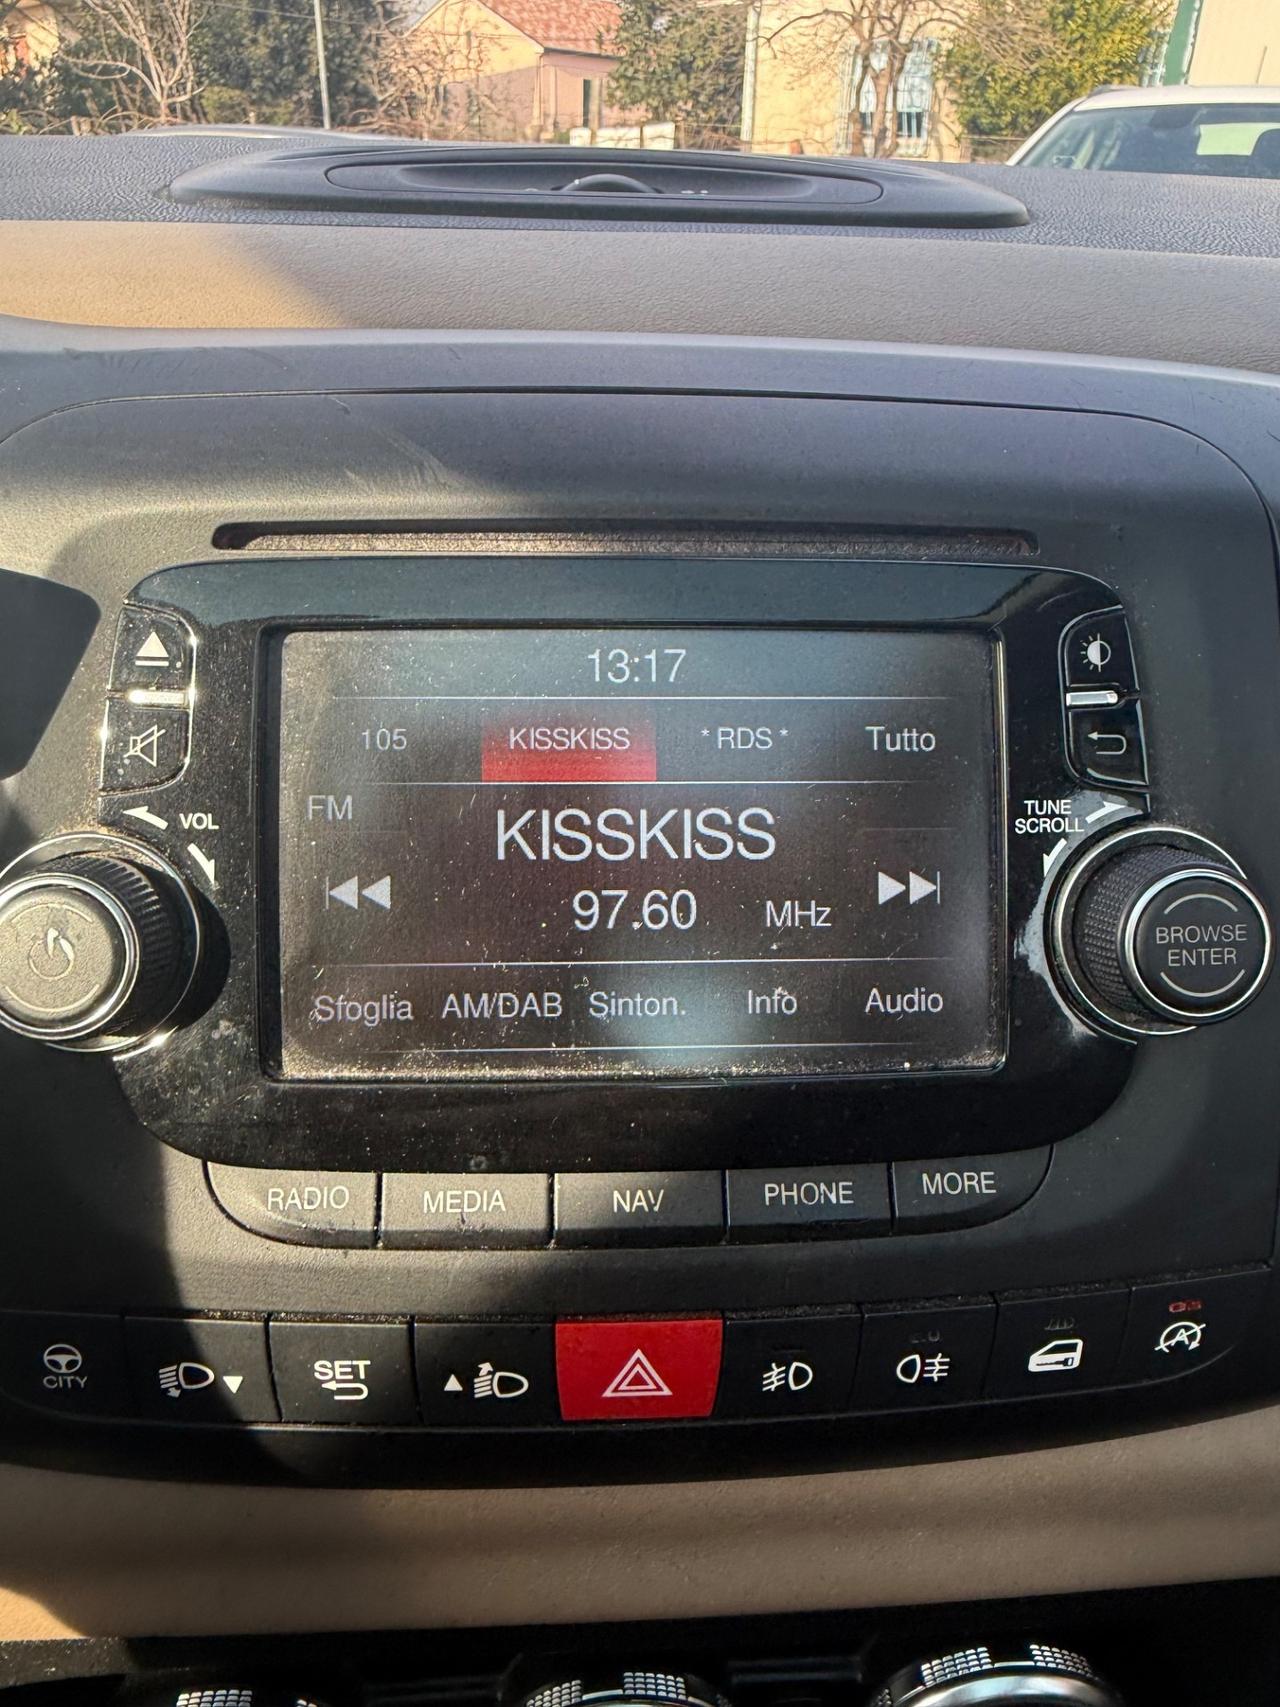 13:17
105 KISSKISS * RDS * Tutto
FM
KISSKISS
97.60 MHz
Sfoglia AM/DAB Sinton. Info Audio
VOL
TUNE
SCROLL
BROWSE
ENTER
RADIO MEDIA NAV PHONE MORE
CITY
SET
A